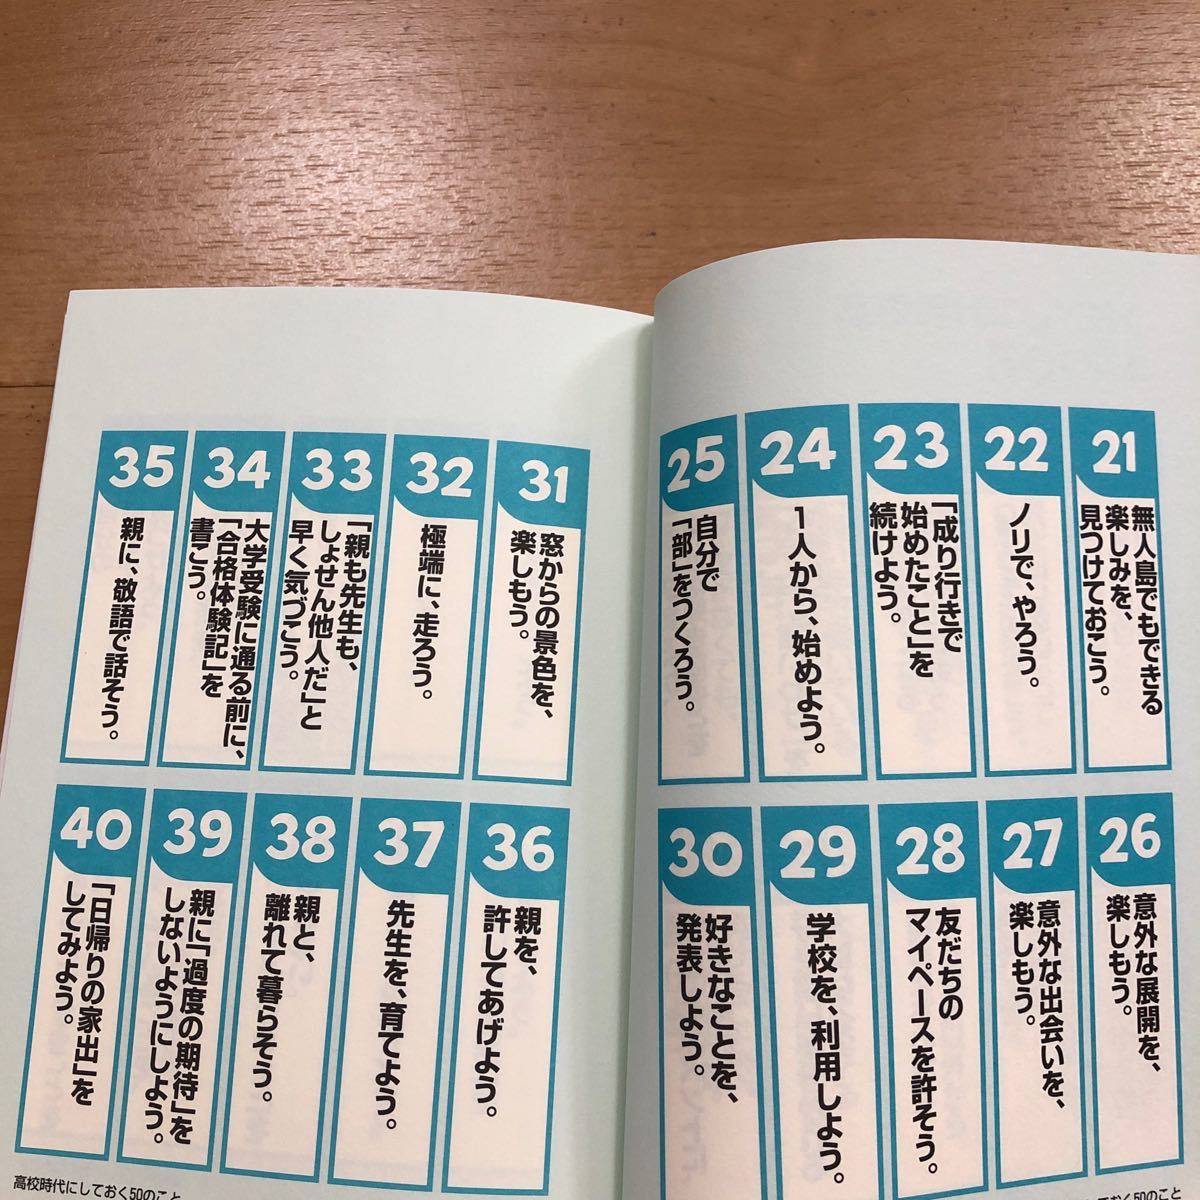 21
無人島でもできる
楽しみを、
見つけておこう。
22
ノリで、やろう。
23
「成り行きで
始めたこと」を
続けよう。
24
1人から、始めよう。
25
自分で
「部」をつくろう。
26
意外な展開を、
楽しもう。
27
意外な出会いを、
楽しもう。
28
友だちの
マイペースを許そう。
29
学校を、利用しよう。
30
好きなことを、
発表しよう。
31
窓からの景色を、
楽しもう。
32
極端に、走ろう。
33
「親も先生も、
しょせん他人だ」と
早く気づこう。
34
大学受験に通る前に、
「合格体験記」を
書こう。
35
親に、敬語で話そう。
36
親を、
許してあげよう。
37
先生を、育てよう。
38
親と、
離れて暮らそう。
39
親に「過度の期待」を
しないようにしよう。
40
「日帰りの家出」を
してみよう。
高校時代にしておく50のこと
ておく50のこと